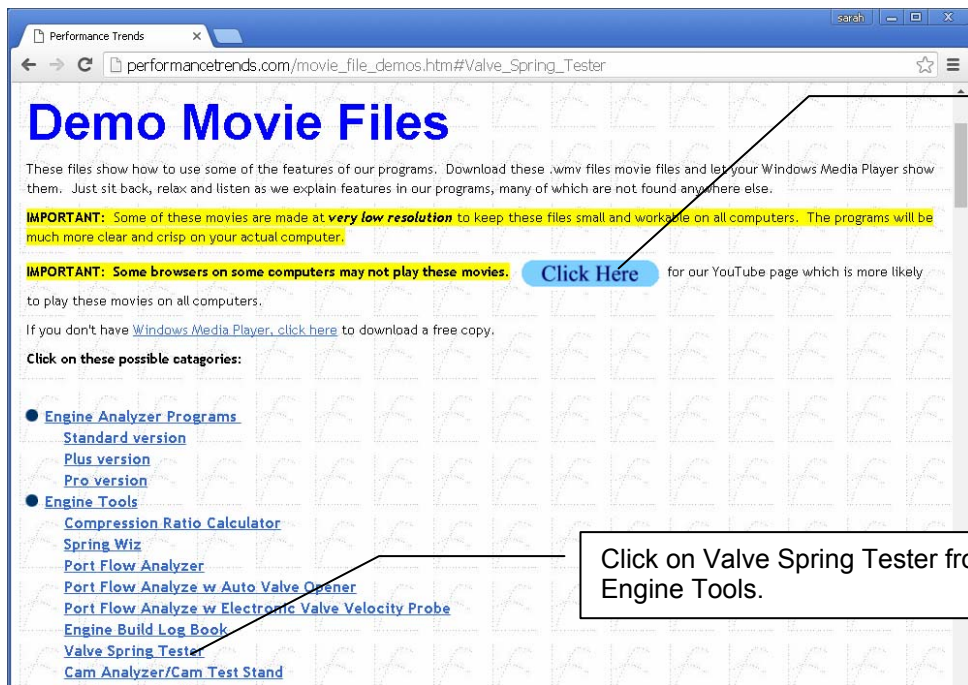 sarah
Performance Trends
performancetrends.com/movie_file_demos.htm#Valve_Spring_Tester
Demo Movie Files
These files show how to use some of the features of our programs. Download these .wmv files movie files and let your Windows Media Player show
them. Just sit back, relax and listen as we explain features in our programs, many of which are not found anywhere else.
IMPORTANT: Some of these movies are made at very low resolution to keep these files small and workable on all computers. The programs will be
much more clear and crisp on your actual computer.
IMPORTANT: Some browsers on some computers may not play these movies. Click Here for our YouTube page which is more likely
to play these movies on all computers.
If you don't have Windows Media Player, click here to download a free copy.
Click on these possible catagories:
Engine Analyzer Programs
Standard version
Plus version
Pro version
Engine Tools
Compression Ratio Calculator
Spring Wiz
Port Flow Analyzer
Port Flow Analyze w Auto Valve Opener
Port Flow Analyze w Electronic Valve Velocity Probe
Engine Build Log Book
Valve Spring Tester
Cam Analyzer/Cam Test Stand
Click on Valve Spring Tester
Engine Tools.